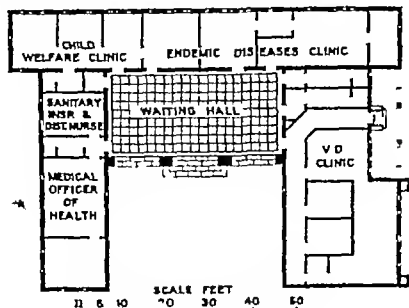 CHILD
WELFARE CLINIC
ENDEMIC DISEASES CLINIC
SANITARY
INSR &
DIST. NURSE
WAITING HALL
V D
CLINIC
MEDICAL
OFFICER
OF
HEALTH
SCALE FEET
10 20 30 40 50